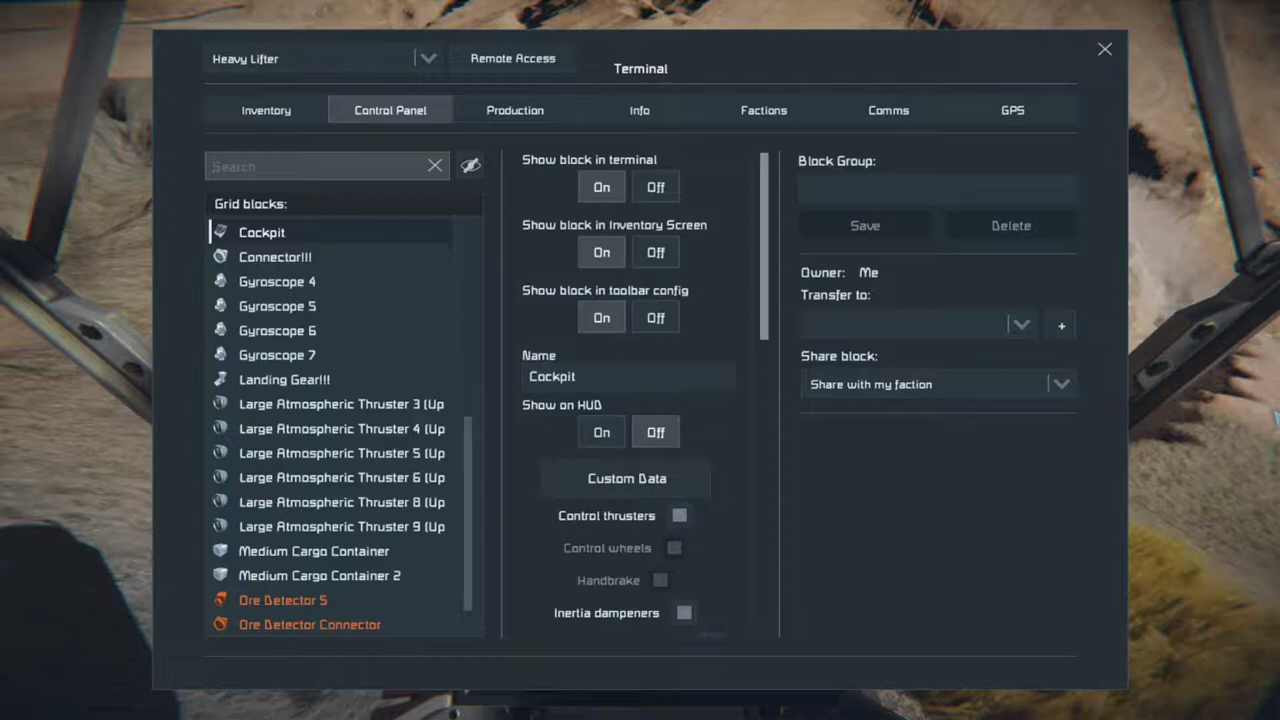 Heavy Lifter
Remote Access
Terminal
Inventory
Control Panel
Production
Info
Factions
Comms
GPS
Search
Grid blocks:
Cockpit
Connector!!!
Gyroscope 4
Gyroscope 5
Gyroscope 6
Gyroscope 7
Landing Gear!!!
Large Atmospheric Thruster 3 (Up
Large Atmospheric Thruster 4 (Up
Large Atmospheric Thruster 5 (Up
Large Atmospheric Thruster 6 (Up
Large Atmospheric Thruster 8 (Up
Large Atmospheric Thruster 9 (Up
Medium Cargo Container
Medium Cargo Container 2
Ore Detector 5
Ore Detector Connector
Show block in terminal
On Off
Show block in Inventory Screen
On Off
Show block in toolbar config
On Off
Name
Cockpit
Show on HUD
On Off
Custom Data
Control thrusters
Control wheels
Handbrake
Inertia dampeners
Block Group:
Save Delete
Owner: Me
Transfer to:
+
Share block:
Share with my faction